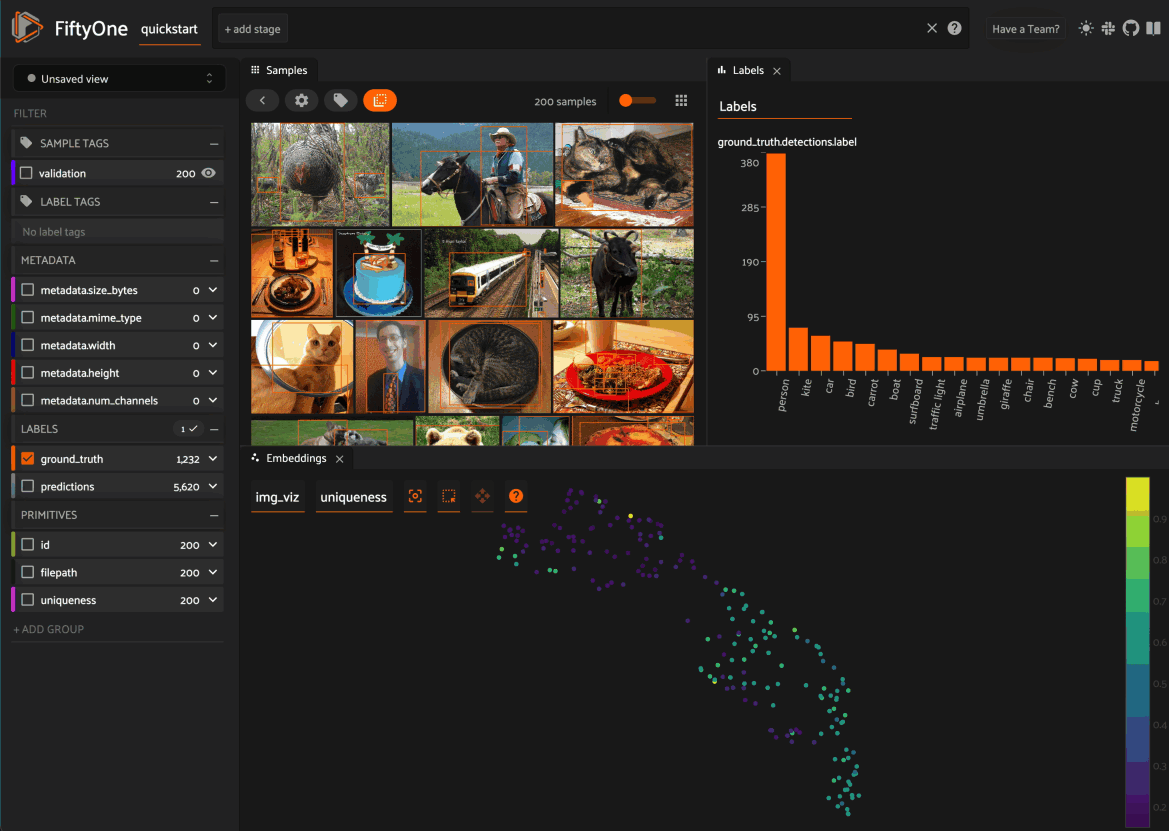 FiftyOne
quickstart
+ add stage
Have a Team?
Unsaved view
FILTER
SAMPLE TAGS
validation 200
LABEL TAGS
No label tags
METADATA
metadata.size_bytes 0
metadata.mime_type 0
metadata.width 0
metadata.height 0
metadata.num_channels 0
LABELS 1
ground_truth 1,232
predictions 5,620
PRIMITIVES
id 200
filepath 200
uniqueness 200
+ ADD GROUP
Samples
200 samples
Labels
Labels
ground_truth.detections.label
380
285
190
95
0
person
kite
car
bird
carrot
boat
surfboard
traffic light
airplane
umbrella
giraffe
chair
bench
cow
cup
truck
motorcycle
Embeddings
img_viz
uniqueness
?
0.9
0.8
0.7
0.6
0.5
0.4
0.3
0.2